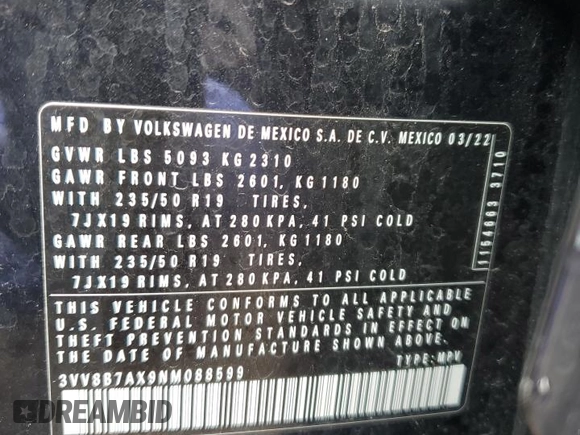 MFD BY VOLKSWAGEN DE MEXICO S.A. DE C.V. MEXICO 03/22
GVWR LBS 5093 KG 2310
GAWR FRONT LBS 2601, KG 1180
WITH 235/50 R19 TIRES,
7JX19 RIMS, AT 280 KPA, 41 PSI COLD
GAWR REAR LBS 2601, KG 1180
WITH 235/50 R19 TIRES,
7JX19 RIMS, AT 280 KPA, 41 PSI COLD
THIS VEHICLE CONFORMS TO ALL APPLICABLE
U.S. FEDERAL MOTOR VEHICLE SAFETY AND
THEFT PREVENTION STANDARDS IN EFFECT ON
THE DATE OF MANUFACTURE SHOWN ABOVE.
3VV8B7AX9NM088599 TYPE: MPV
1154663 3710
DEALERSCLUB